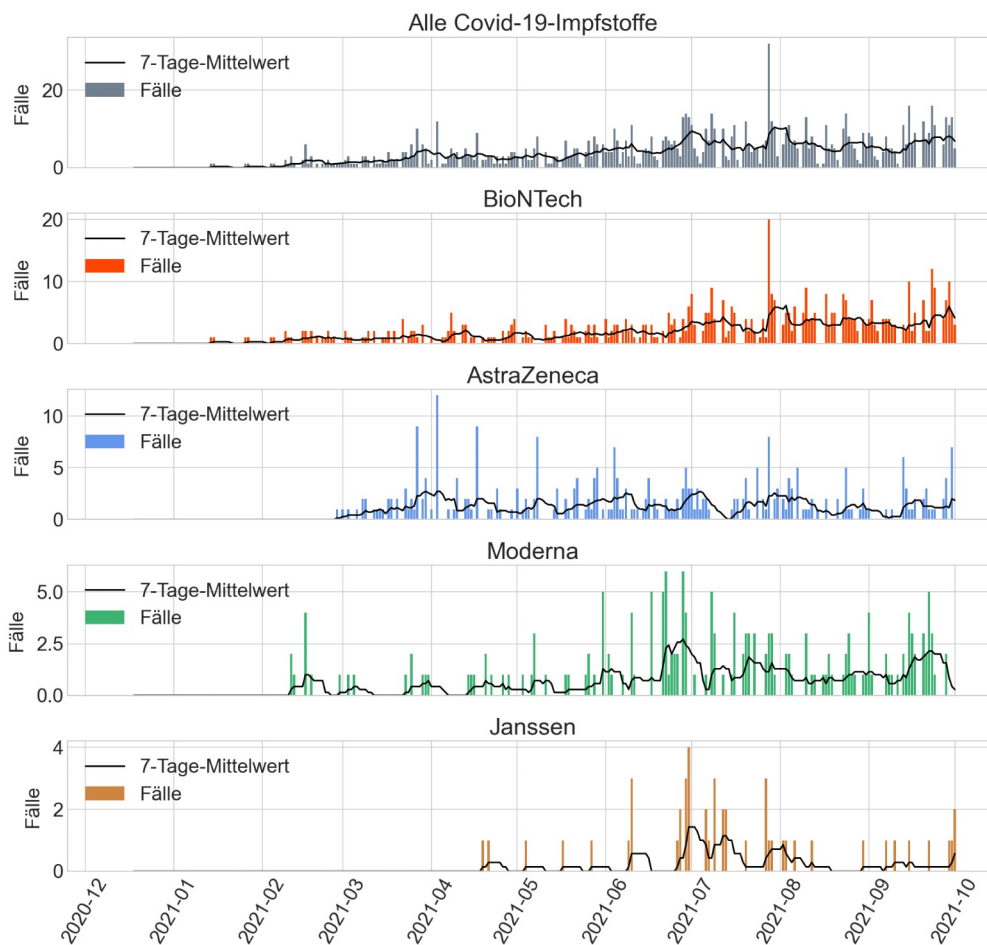 Alle Covid-19-Impfstoffe
Fälle
20
0
7-Tage-Mittelwert
Fälle
BioNTech
Fälle
20
10
0
7-Tage-Mittelwert
Fälle
AstraZeneca
Fälle
10
5
0
7-Tage-Mittelwert
Fälle
Moderna
Fälle
5.0
2.5
0.0
7-Tage-Mittelwert
Fälle
Janssen
Fälle
4
2
0
7-Tage-Mittelwert
Fälle
2020-12
2021-01
2021-02
2021-03
2021-04
2021-05
2021-06
2021-07
2021-08
2021-09
2021-10